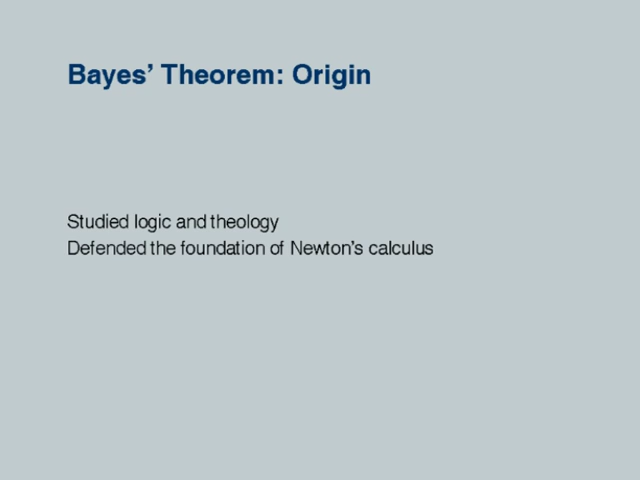 Bayes’ Theorem: Origin
Studied logic and theology
Defended the foundation of Newton’s calculus